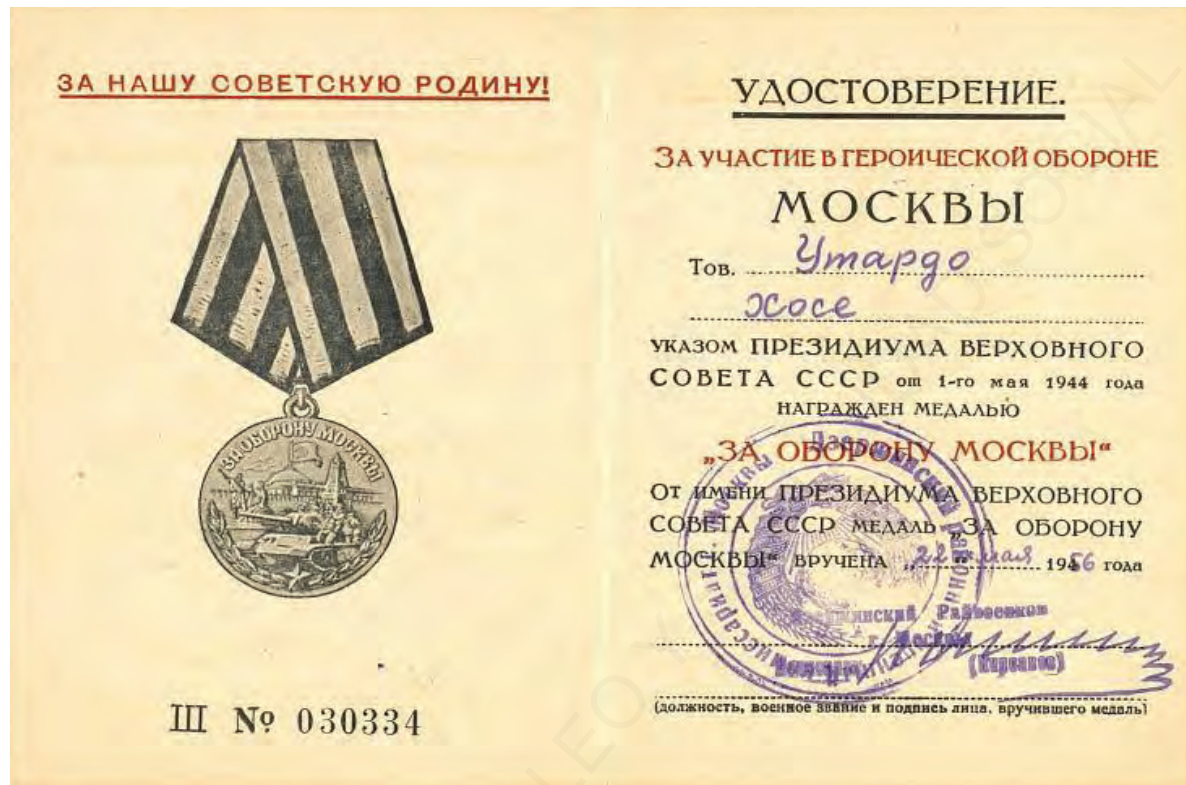 ЗА НАШУ СОВЕТСКУЮ РОДИНУ!
ЗА ОБОРОНУ МОСКВЫ
Ш № 030334
УДОСТОВЕРЕНИЕ.
ЗА УЧАСТИЕ В ГЕРОИЧЕСКОЙ ОБОРОНЕ
МОСКВЫ
Тов. Утардо
Хосе
УКАЗОМ ПРЕЗИДИУМА ВЕРХОВНОГО
СОВЕТА СССР от 1-го мая 1944 года
НАГРАЖДЕН МЕДАЛЬЮ
„ЗА ОБОРОНУ МОСКВЫ“
От имени ПРЕЗИДИУМА ВЕРХОВНОГО
СОВЕТА СССР МЕДАЛЬ „ЗА ОБОРОНУ
МОСКВЫ“ ВРУЧЕНА „22“ мая 1956 года
Райвоенком
г. Москвы
(должность, военное звание и подпись лица, вручившего медаль)